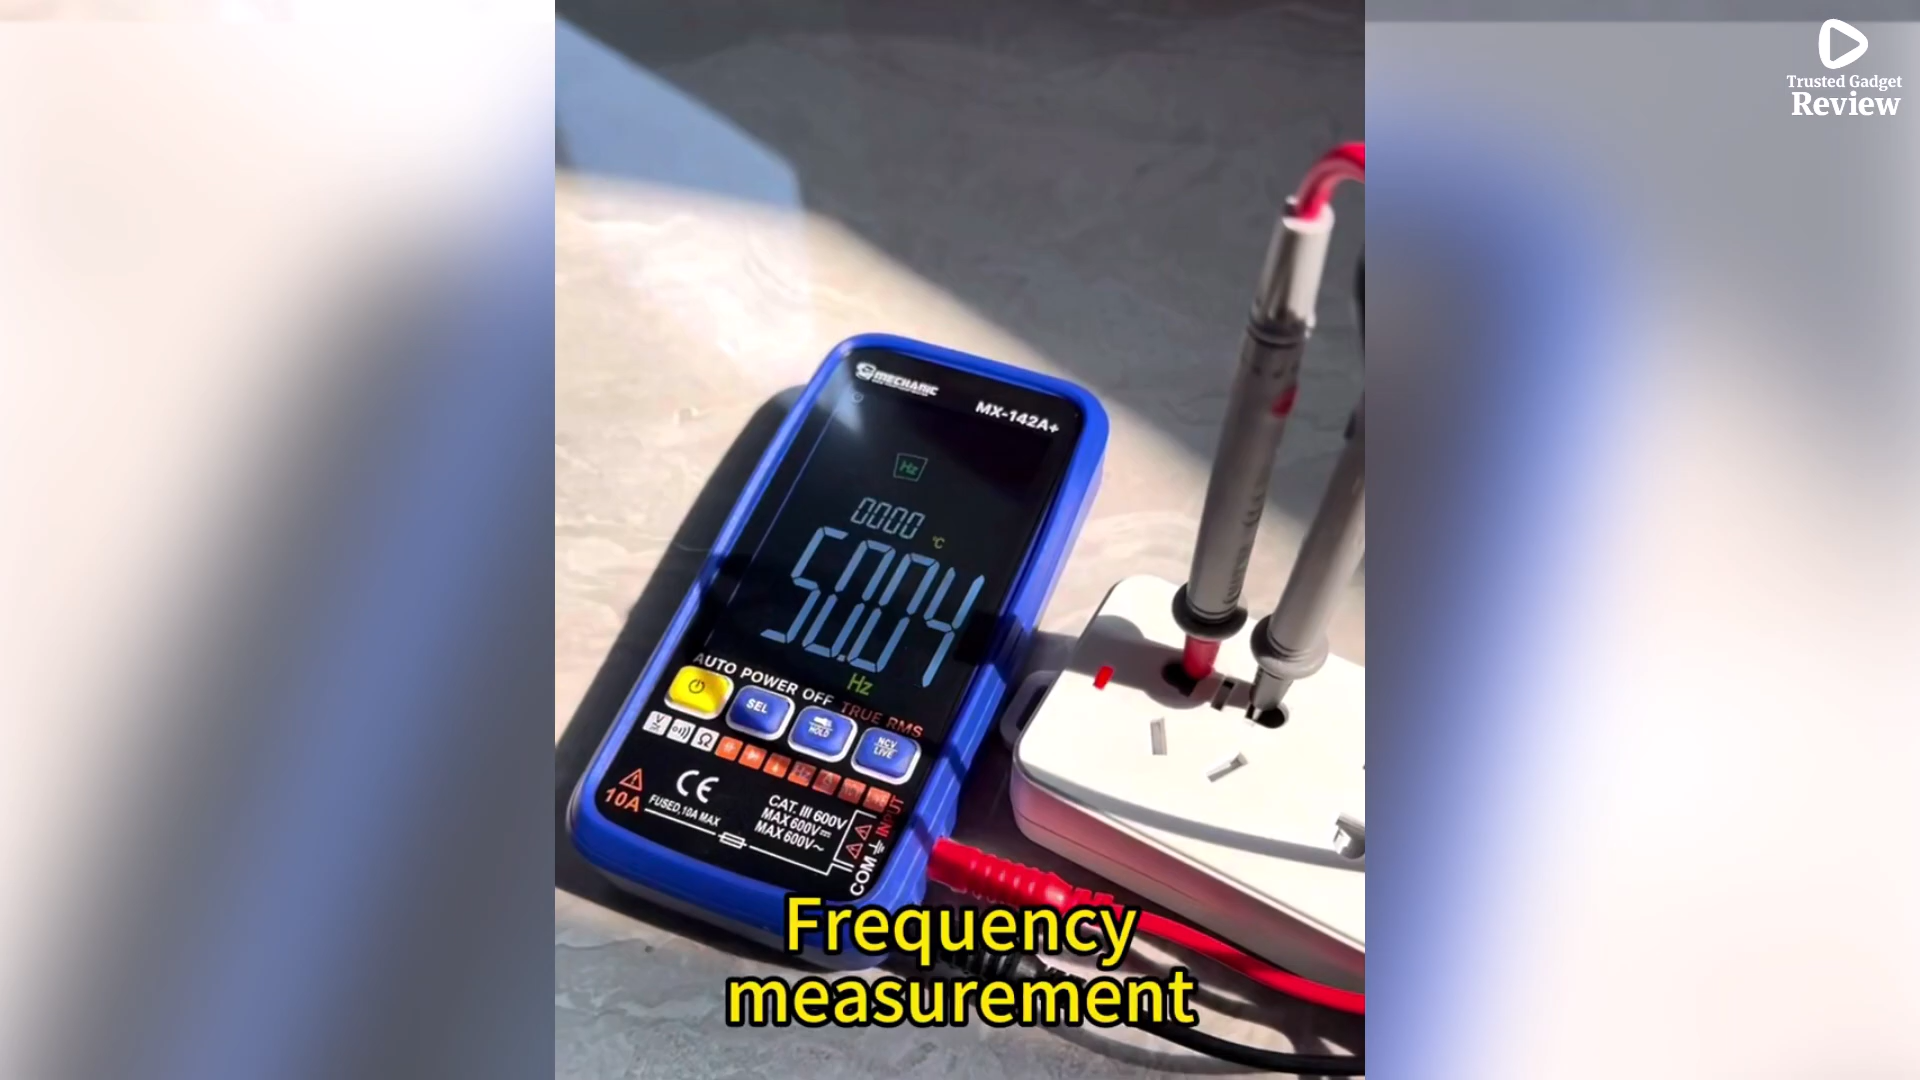 Trusted Gadget
Review
MECHANIC
MX-142A+
Hz
0000
°C
50.04
Hz
AUTO POWER OFF
TRUE RMS
SEL
HOLD
NCV
LIVE
V
Ω
10A
CE
FUSED,10A MAX
CAT. III 600V
MAX 600V
MAX 600V~
INPUT
COM
Frequency
measurement